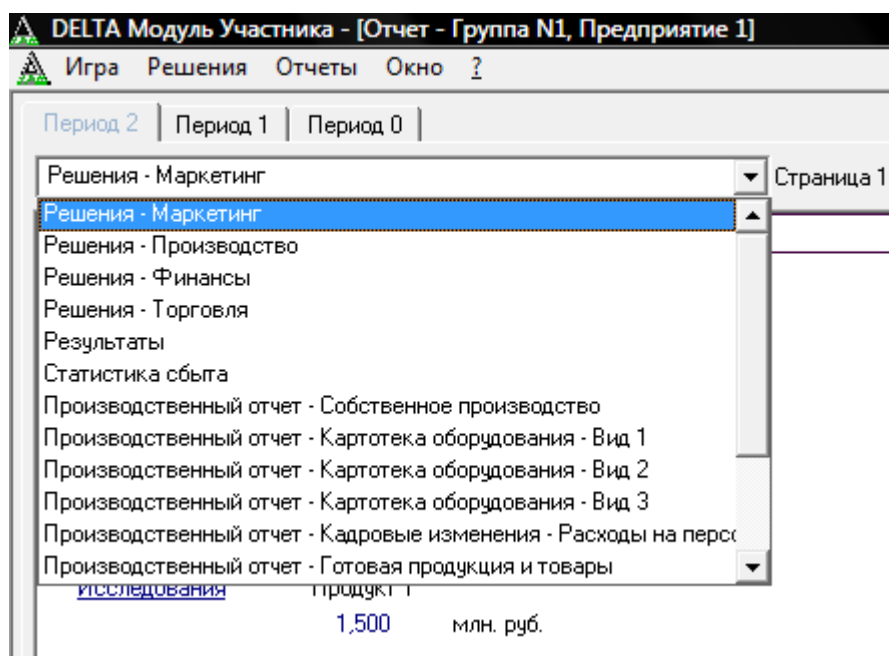 DELTA Модуль Участника - [Отчет - Группа N1, Предприятие 1]
Игра Решения Отчеты Окно ?
Период 2 Период 1 Период 0
Решения - Маркетинг Страница 1
Решения - Маркетинг
Решения - Производство
Решения - Финансы
Решения - Торговля
Результаты
Статистика сбыта
Производственный отчет - Собственное производство
Производственный отчет - Картотека оборудования - Вид 1
Производственный отчет - Картотека оборудования - Вид 2
Производственный отчет - Картотека оборудования - Вид 3
Производственный отчет - Кадровые изменения - Расходы на персо
Производственный отчет - Готовая продукция и товары
Исследования Продукт 1
1,500 млн. руб.